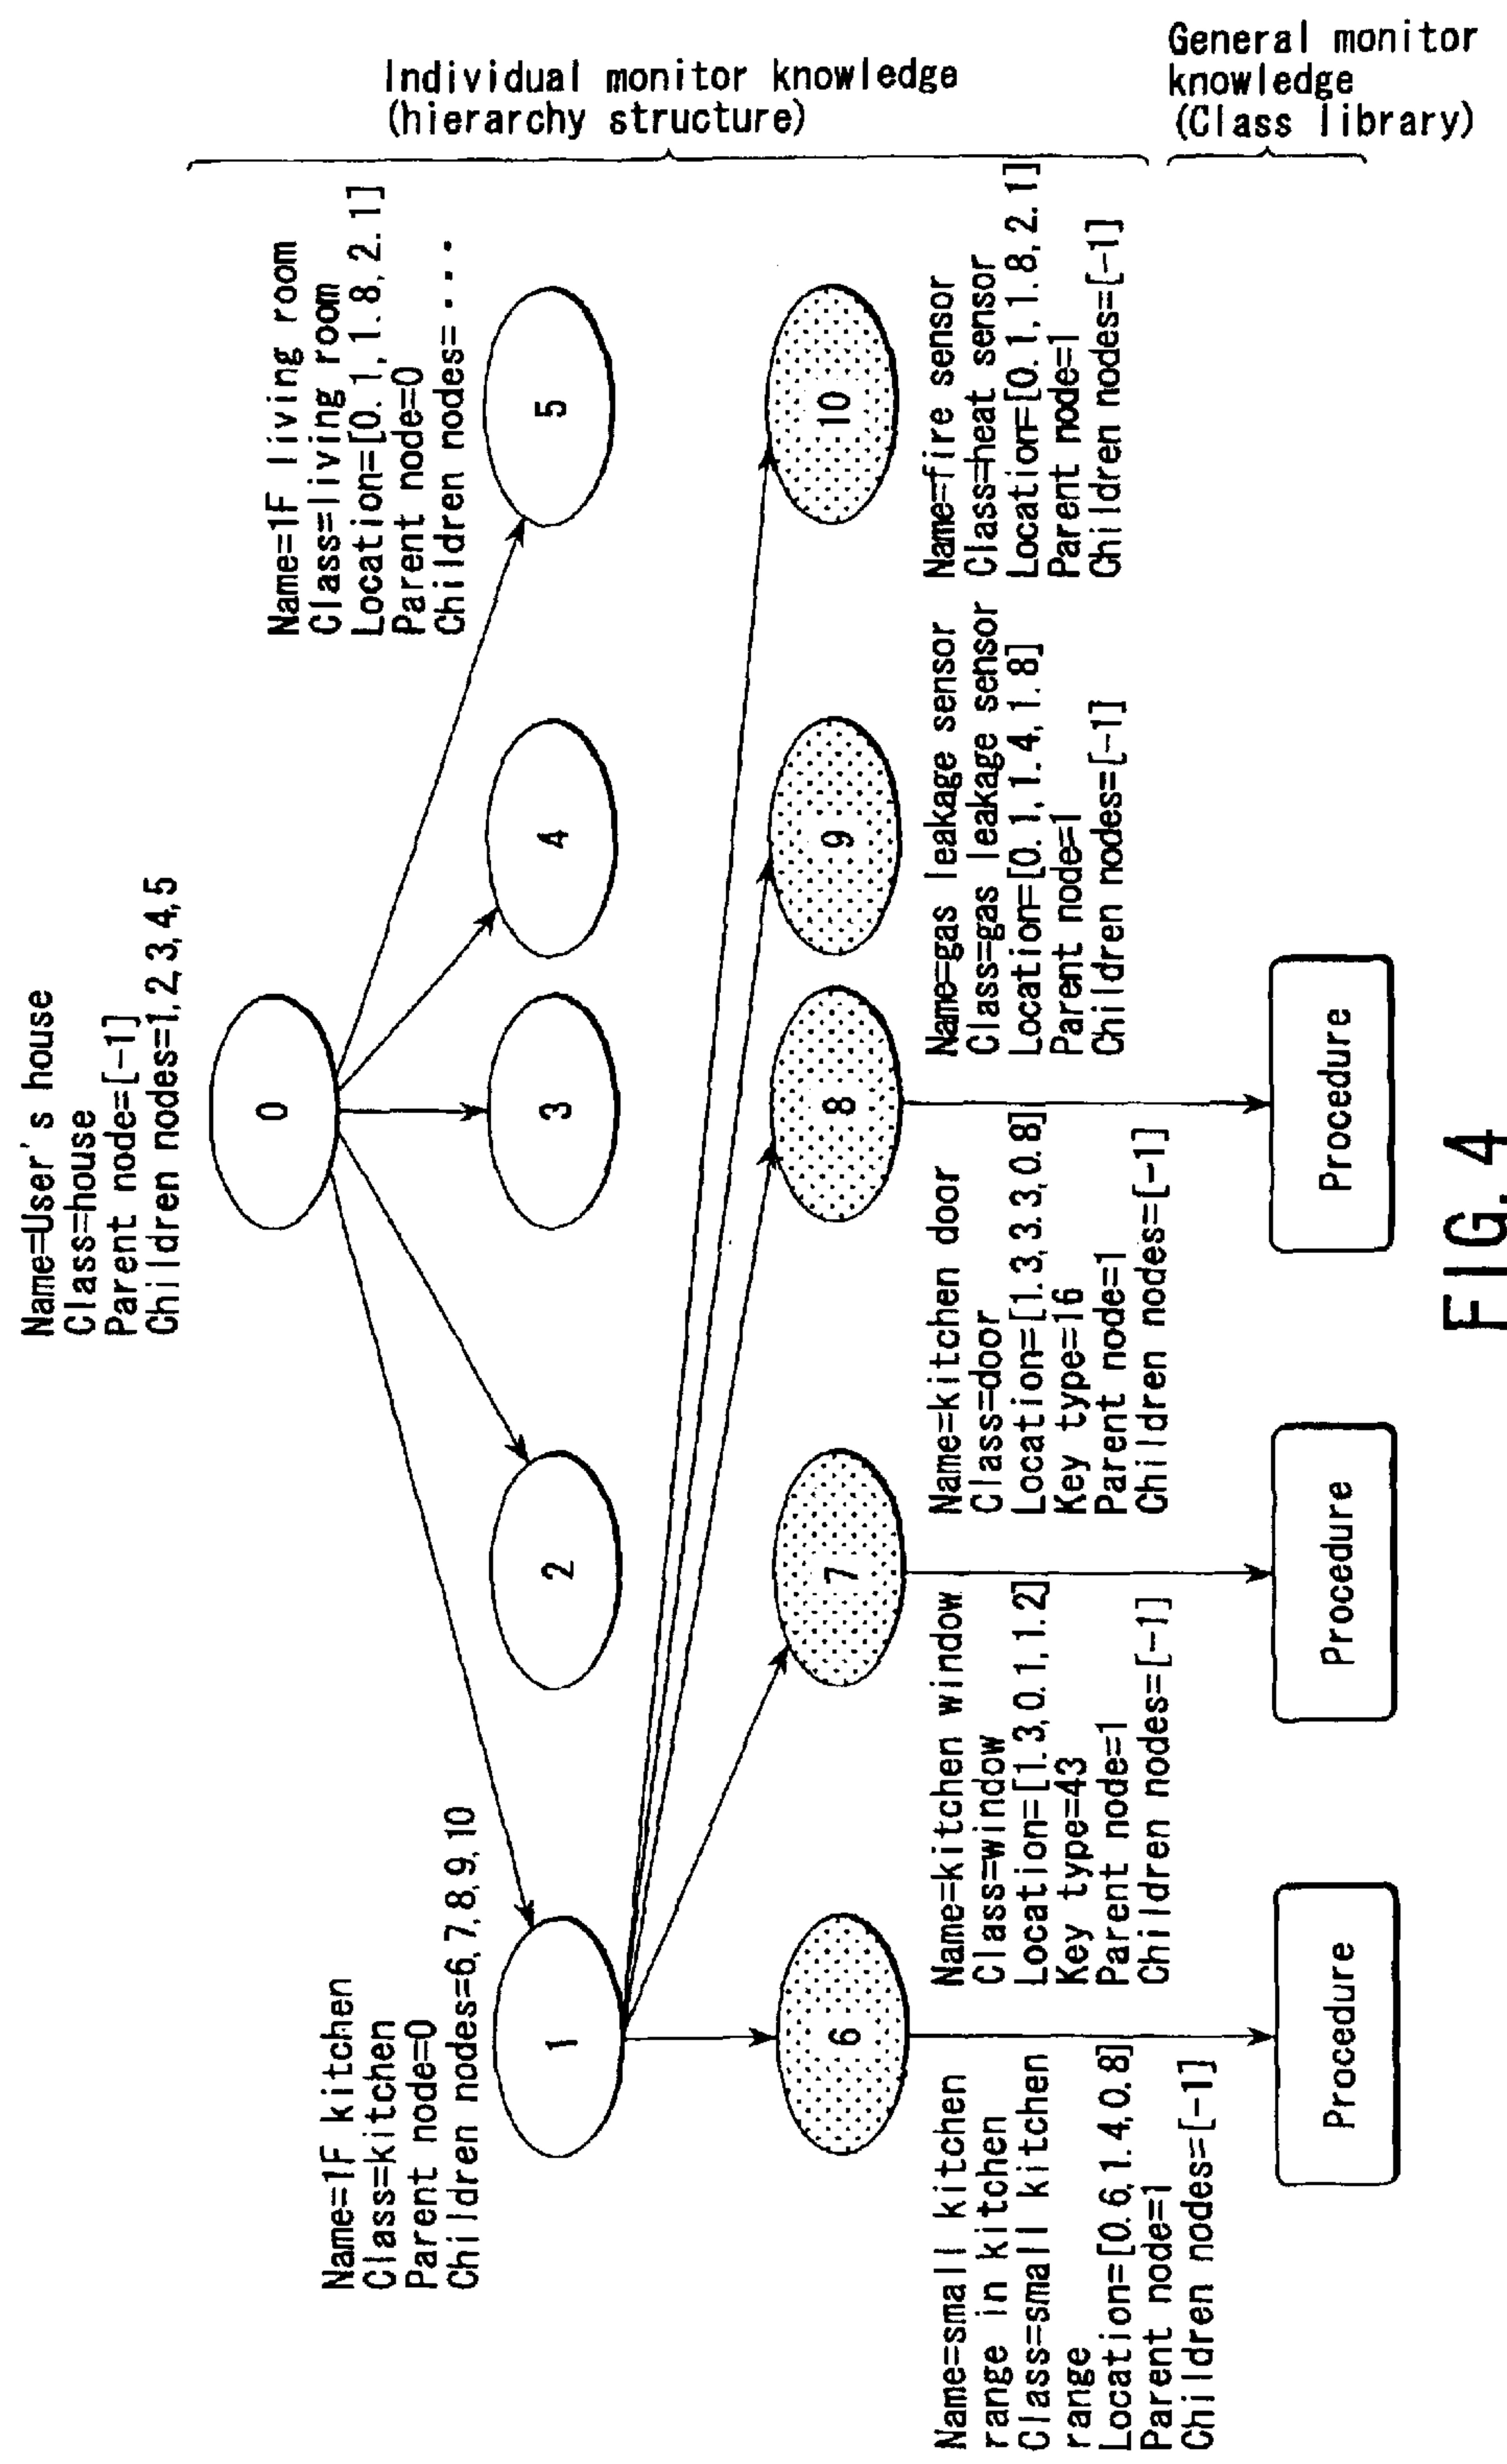 Name=User's house
Class=house
Parent node=[-1]
Children nodes=1,2,3,4,5
0
Name=1F kitchen
Class=kitchen
Parent node=0
Children nodes=6,7,8,9,10
Name=1F living room
Class=living room
Location=[0.1,1.8,2.1]
Parent node=0
Children nodes=...
Individual monitor knowledge
(hierarchy structure)
1
2
3
4
5
6
7
8
9
10
Name=small kitchen
range in kitchen
Class=small kitchen
range
Location=[0.6,1.4,0.8]
Parent node=1
Children nodes=[-1]
Name=kitchen window
Class=window
Location=[1.3,0.1,1.2]
Key type=43
Parent node=1
Children nodes=[-1]
Name=kitchen door
Class=door
Location=[1.3,3.3,0.8]
Key type=16
Parent node=1
Children nodes=[-1]
Name=gas leakage sensor
Class=gas leakage sensor
Location=[0.1,1.4,1.8]
Parent node=1
Children nodes=[-1]
Name=fire sensor
Class=heat sensor
Location=[0.1,1.8,2.1]
Parent node=1
Children nodes=[-1]
General monitor
knowledge
(Class library)
Procedure
Procedure
Procedure
FIG. 4